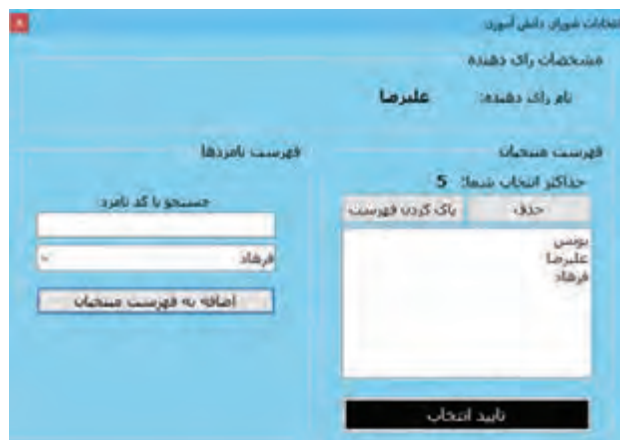 انتخابات شورای دانش آموزی
مشخصات رای دهنده
نام رای دهنده: علیرضا
فهرست منتخبان
حداکثر انتخاب شما: 5
حذف
پاک کردن فهرست
یونس
علیرضا
فرهاد
تایید انتخاب
فهرست نامزدها
جستجو با کد نامزد:
فرهاد
اضافه به فهرست منتخبان